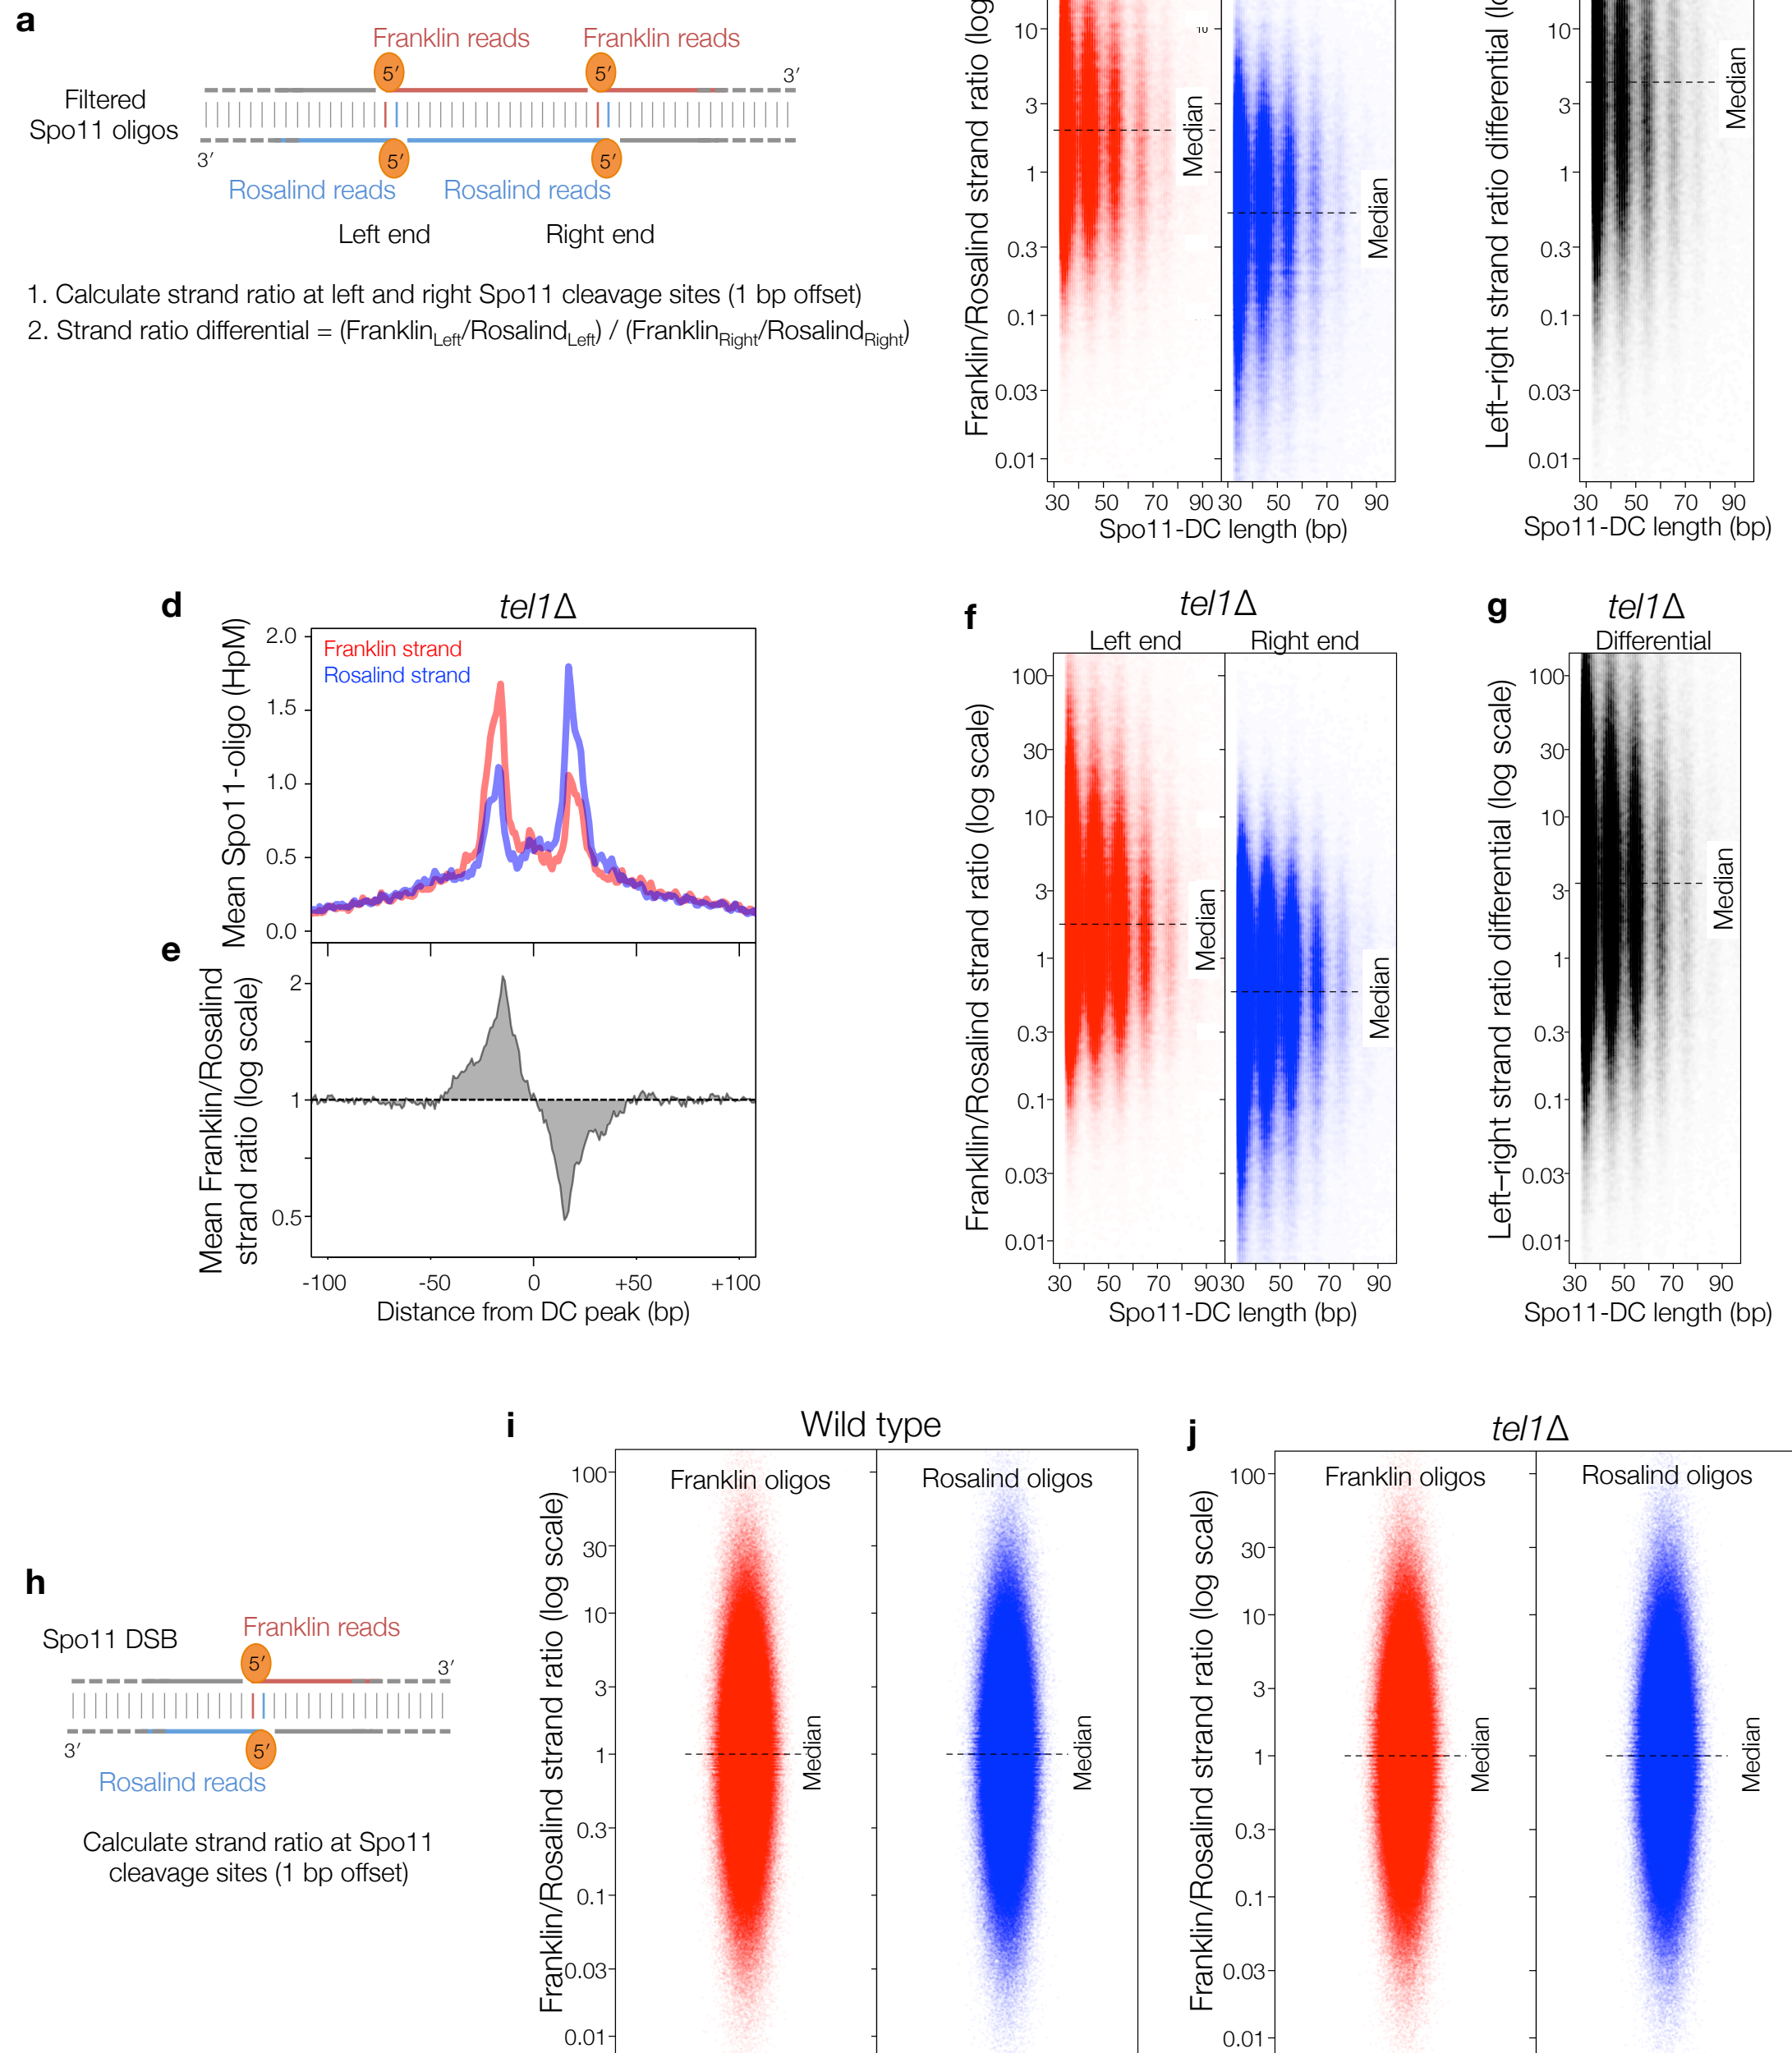 a
Franklin reads
Franklin reads
5′
5′
3′
Filtered
Spo11 oligos
3′
5′
5′
Rosalind reads
Rosalind reads
Left end
Right end
1. Calculate strand ratio at left and right Spo11 cleavage sites (1 bp offset)
2. Strand ratio differential = (FranklinLeft/RosalindLeft) / (FranklinRight/RosalindRight)
Franklin/Rosalind strand ratio (log
10
3
1
0.3
0.1
0.03
0.01
10
Median
Median
30 50 70 90 30 50 70 90
Spo11-DC length (bp)
Left–right strand ratio differential
10
3
1
0.3
0.1
0.03
0.01
Median
30 50 70 90
Spo11-DC length (bp)
d
tel1Δ
Mean Spo11-oligo (HpM)
2.0
1.5
1.0
0.5
0.0
Franklin strand
Rosalind strand
e
Mean Franklin/Rosalind
strand ratio (log scale)
2
1
0.5
-100 -50 0 +50 +100
Distance from DC peak (bp)
f
tel1Δ
Left end
Right end
Frankllin/Rosalind strand ratio (log scale)
100
30
10
3
1
0.3
0.1
0.03
0.01
Median
Median
30 50 70 90 30 50 70 90
Spo11-DC length (bp)
g
tel1Δ
Differential
Left–right strand ratio differential (log scale)
100
30
10
3
1
0.3
0.1
0.03
0.01
Median
30 50 70 90
Spo11-DC length (bp)
h
Spo11 DSB
Franklin reads
5′
3′
3′
5′
Rosalind reads
Calculate strand ratio at Spo11
cleavage sites (1 bp offset)
i
Wild type
Franklin oligos
Rosalind oligos
Franklin/Rosalind strand ratio (log scale)
100
30
10
3
1
0.3
0.1
0.03
0.01
Median
Median
j
tel1Δ
Franklin oligos
Rosalind oligos
Franklin/Rosalind strand ratio (log scale)
100
30
10
3
1
0.3
0.1
0.03
0.01
Median
Median